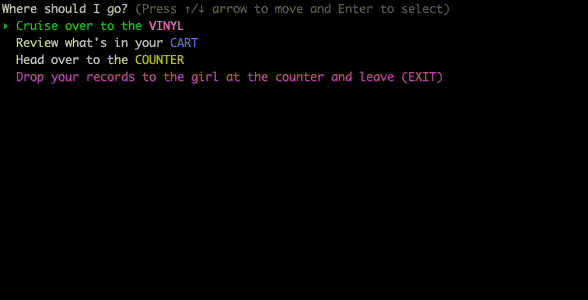 Where should I go? (Press ↑/↓ arrow to move and Enter to select)
‣ Cruise over to the VINYL
Review what's in your CART
Head over to the COUNTER
Drop your records to the girl at the counter and leave (EXIT)